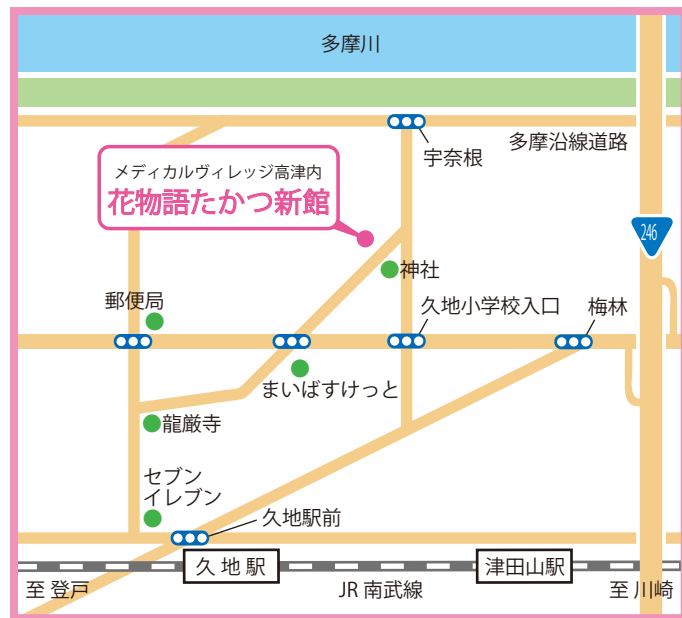 多摩川
宇奈根
多摩沿線道路
メディカルヴィレッジ高津内
花物語たかつ新館
246
神社
郵便局
久地小学校入口
梅林
まいばすけっと
龍厳寺
セブン
イレブン
久地駅前
久地駅
津田山駅
至 登戸
JR 南武線
至 川崎